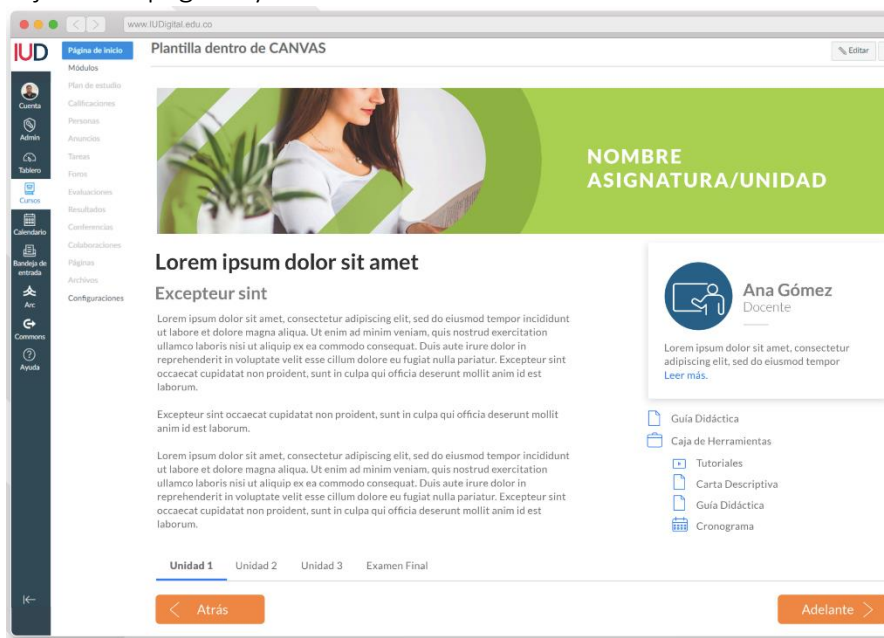 www.IUDigital.edu.co
IUD
Página de inicio
Módulos
Plan de estudio
Calificaciones
Personas
Anuncios
Tareas
Foros
Evaluaciones
Resultados
Conferencias
Colaboraciones
Páginas
Archivos
Configuraciones
Cuenta
Admin
Tablero
Cursos
Calendario
Bandeja de
entrada
Arc
Commons
Ayuda
Plantilla dentro de CANVAS
Editar
NOMBRE
ASIGNATURA/UNIDAD
Lorem ipsum dolor sit amet
Excepteur sint
Lorem ipsum dolor sit amet, consectetur adipiscing elit, sed do eiusmod tempor incididunt
ut labore et dolore magna aliqua. Ut enim ad minim veniam, quis nostrud exercitation
ullamco laboris nisi ut aliquip ex ea commodo consequat. Duis aute irure dolor in
reprehenderit in voluptate velit esse cillum dolore eu fugiat nulla pariatur. Excepteur sint
occaecat cupidatat non proident, sunt in culpa qui officia deserunt mollit anim id est
laborum.
Excepteur sint occaecat cupidatat non proident, sunt in culpa qui officia deserunt mollit
anim id est laborum.
Lorem ipsum dolor sit amet, consectetur adipiscing elit, sed do eiusmod tempor incididunt
ut labore et dolore magna aliqua. Ut enim ad minim veniam, quis nostrud exercitation
ullamco laboris nisi ut aliquip ex ea commodo consequat. Duis aute irure dolor in
reprehenderit in voluptate velit esse cillum dolore eu fugiat nulla pariatur. Excepteur sint
occaecat cupidatat non proident, sunt in culpa qui officia deserunt mollit anim id est
laborum.
Ana Gómez
Docente
Lorem ipsum dolor sit amet, consectetur
adipiscing elit, sed do eiusmod tempor
Leer más.
Guía Didáctica
Caja de Herramientas
Tutoriales
Carta Descriptiva
Guía Didáctica
Cronograma
Unidad 1 Unidad 2 Unidad 3 Examen Final
Atrás
Adelante